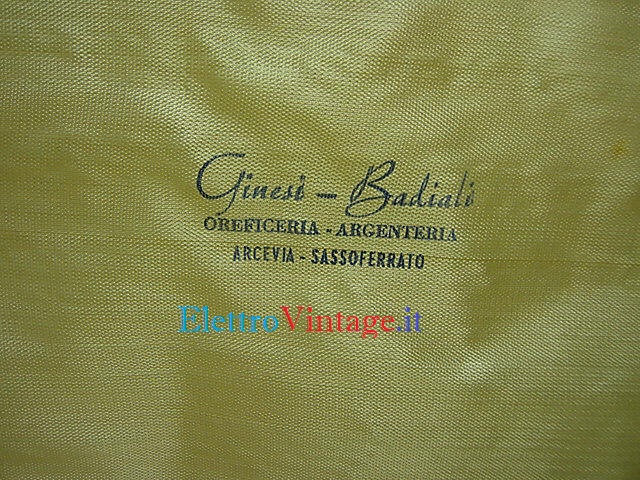 Ginesi - Badiali
OREFICERIA - ARGENTERIA
ARCEVIA - SASSOFERRATO
ElettroVintage.it